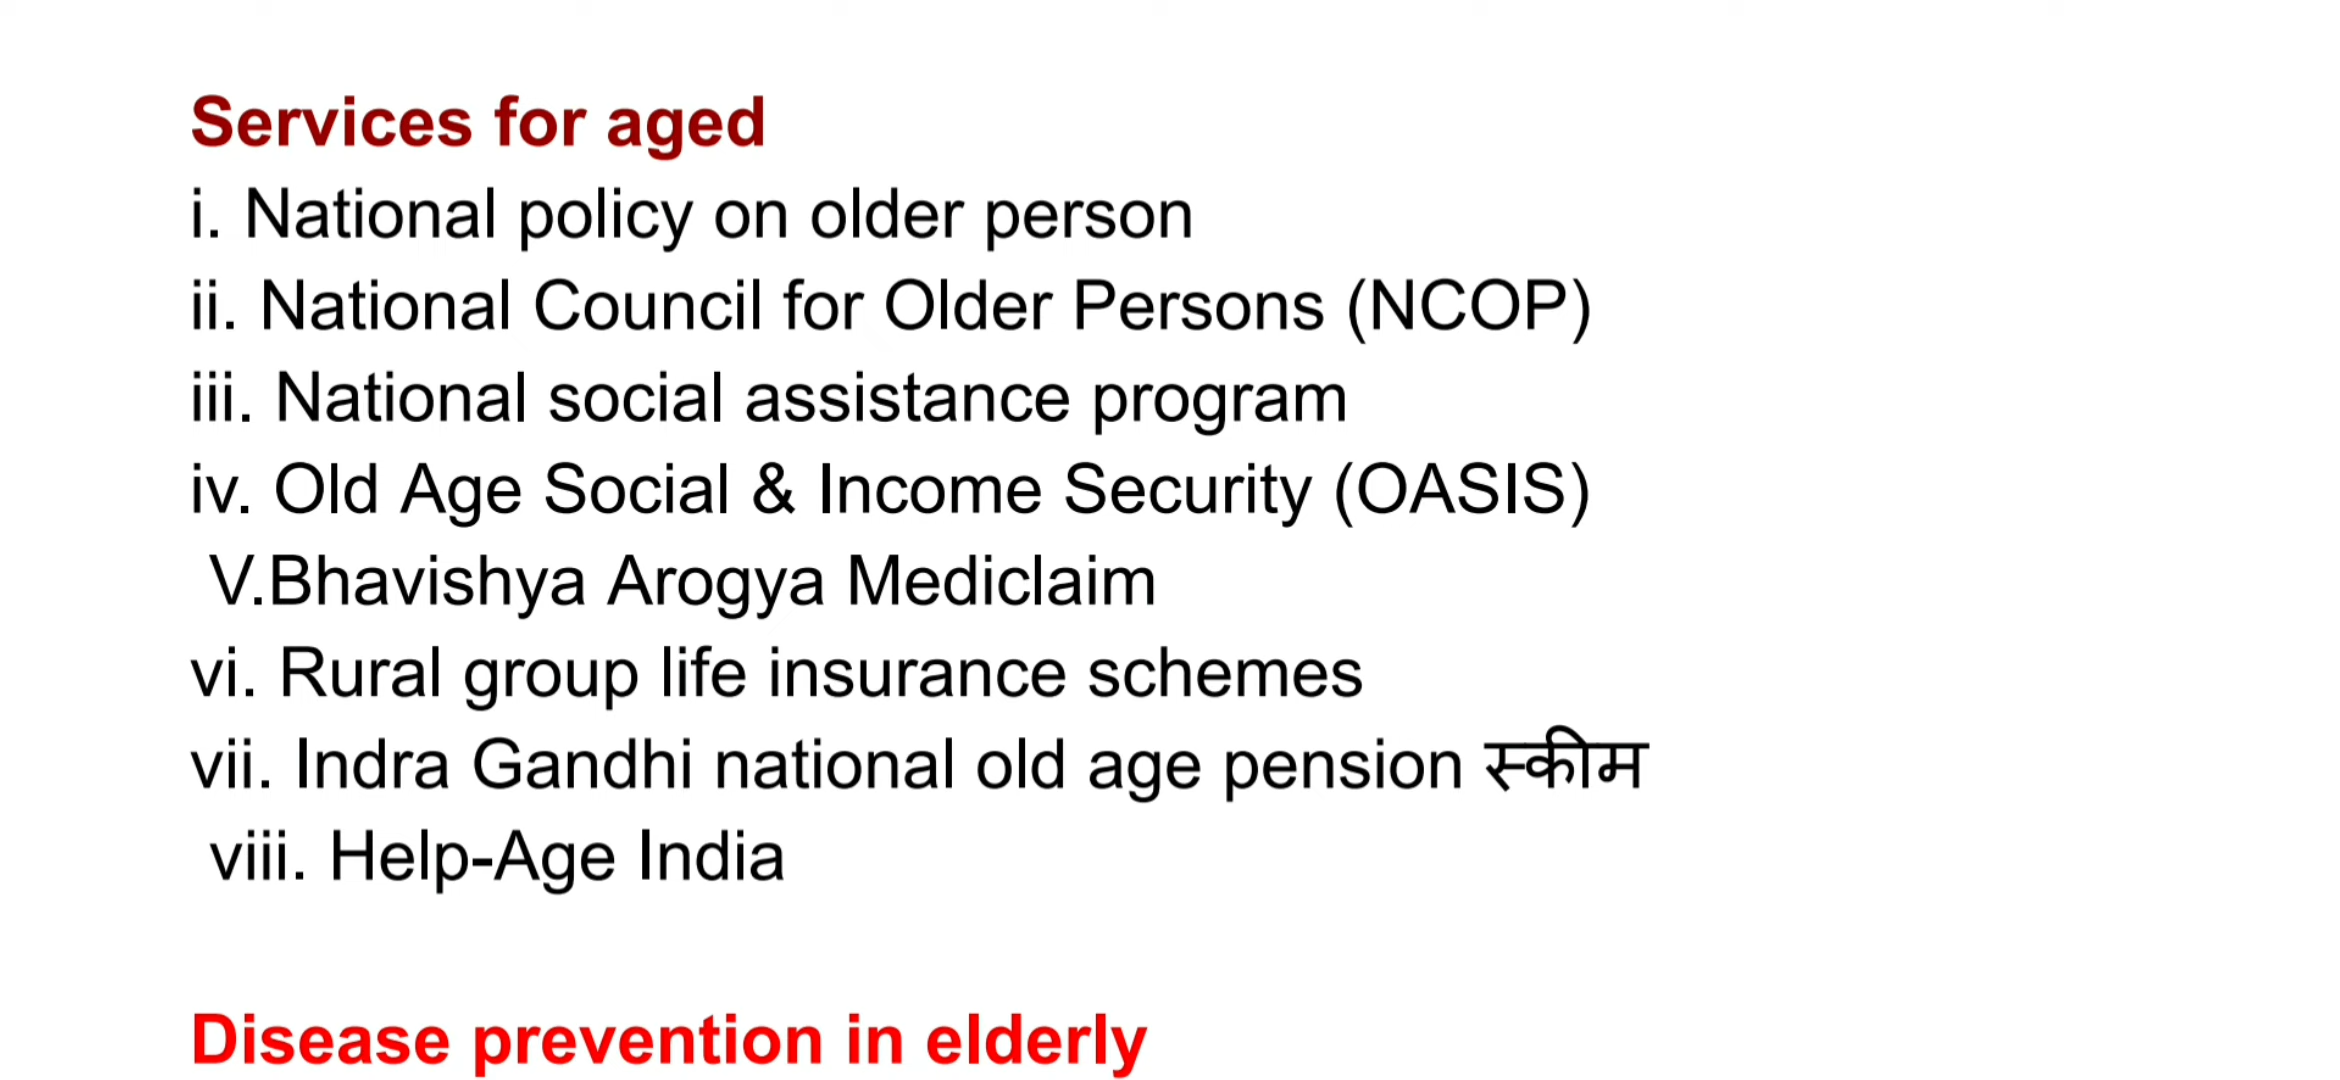 Services for aged
i. National policy on older person
ii. National Council for Older Persons (NCOP)
iii. National social assistance program
iv. Old Age Social & Income Security (OASIS)
V.Bhavishya Arogya Mediclaim
vi. Rural group life insurance schemes
vii. Indra Gandhi national old age pension स्कीम
viii. Help-Age India
Disease prevention in elderly